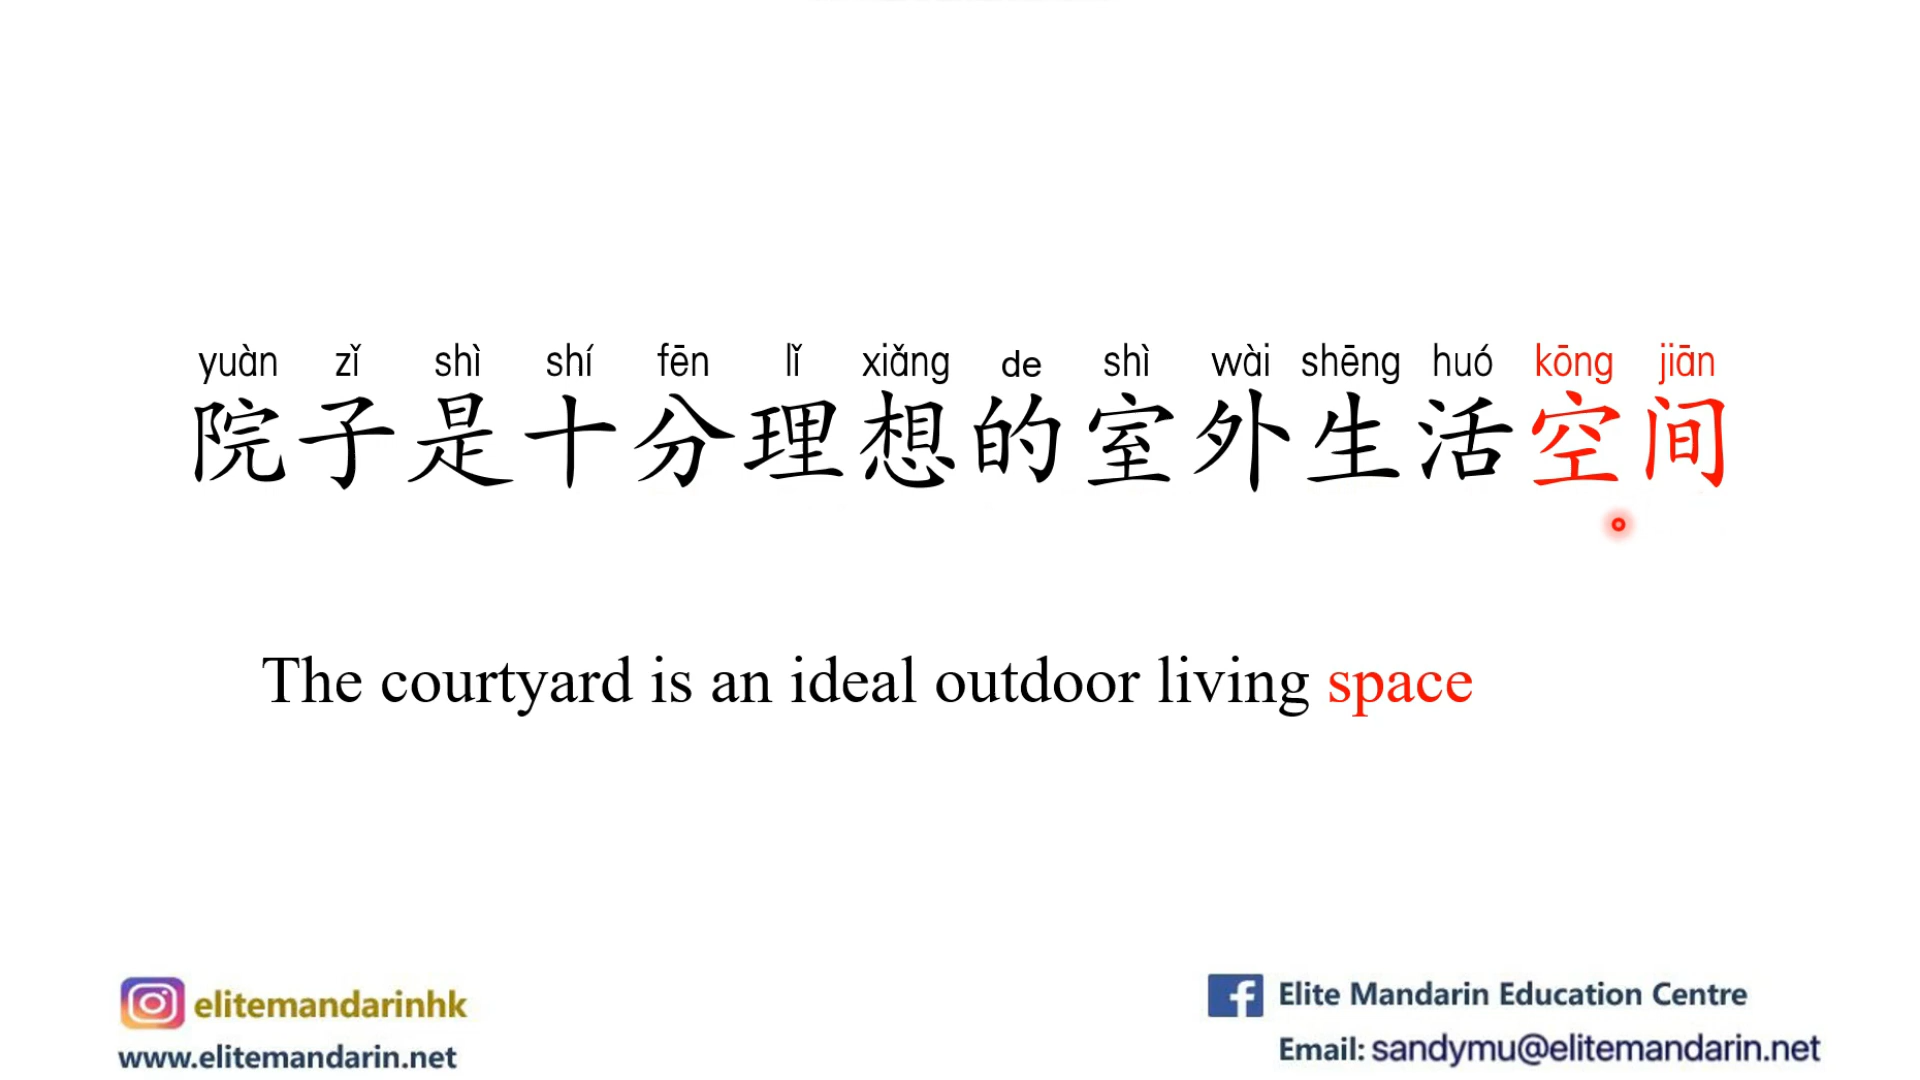 yuàn zǐ shì shí fēn lǐ xiǎng de shì wài shēng huó kōng jiān
院子是十分理想的室外生活空间
The courtyard is an ideal outdoor living space
elitemandarinhk
www.elitemandarin.net
Elite Mandarin Education Centre
Email: sandymu@elitemandarin.net